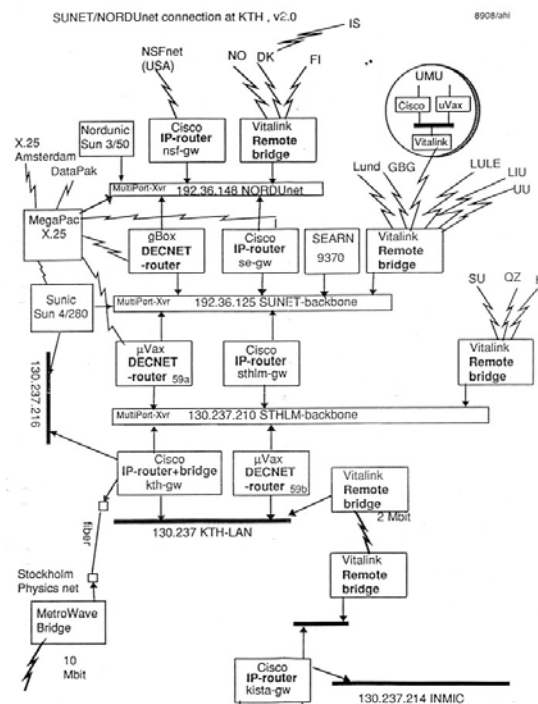 SUNET/NORDUnet connection at KTH , v2.0
8908/ahi
IS
NSFnet
(USA)
NO
DK
FI
UMU
Cisco
uVax
Vitalink
X.25
Amsterdam
DataPak
Nordunic
Sun 3/50
Cisco
IP-router
nsf-gw
Vitalink
Remote
bridge
Lund
GBG
LULE
LIU
UU
MultiPort-Xvr
192.36.148 NORDUnet
MegaPac
X.25
gBox
DECNET
-router
Cisco
IP-router
se-gw
SEARN
9370
Vitalink
Remote
bridge
Sunic
Sun 4/280
MultiPort-Xvr
192.36.125 SUNET-backbone
SU
QZ
130.237.216
µVax
DECNET
-router 59a
Cisco
IP-router
sthlm-gw
Vitalink
Remote
bridge
MultiPort-Xvr
130.237.210 STHLM-backbone
Cisco
IP-router+bridge
kth-gw
µVax
DECNET
-router 59b
Vitalink
Remote
bridge
2 Mbit
fiber
130.237 KTH-LAN
Vitalink
Remote
bridge
Stockholm
Physics net
MetroWave
Bridge
10
Mbit
Cisco
IP-router
kista-gw
130.237.214 INMIC